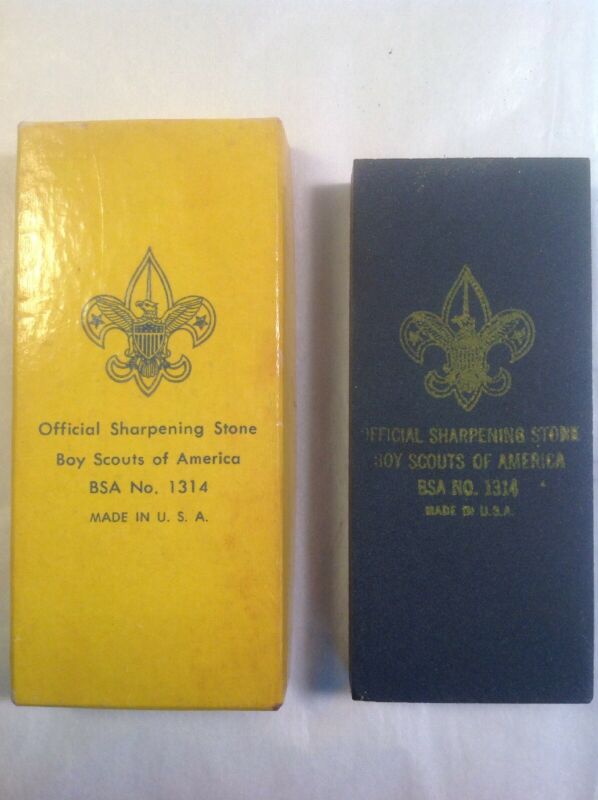 Official Sharpening Stone
Boy Scouts of America
BSA No. 1314
MADE IN U. S. A.
OFFICIAL SHARPENING STONE
BOY SCOUTS OF AMERICA
BSA NO. 1314
MADE IN U.S.A.